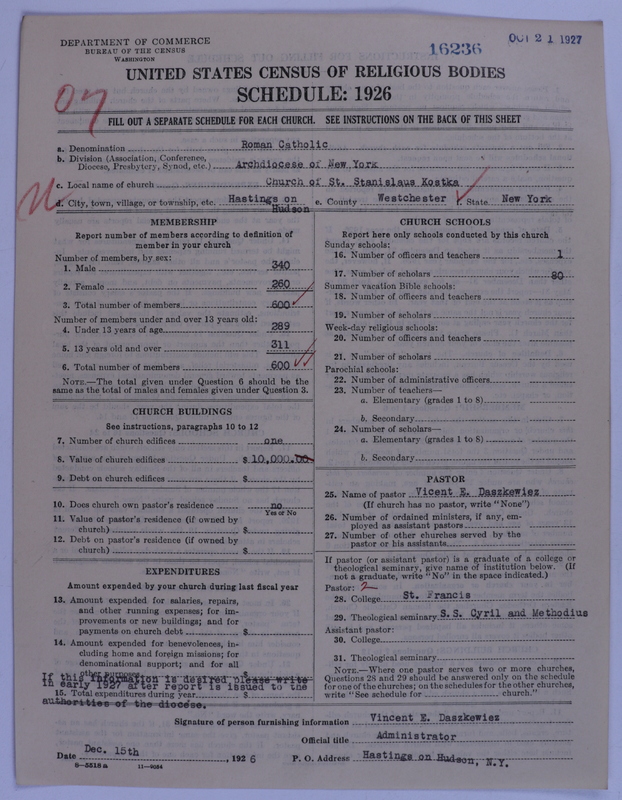 DEPARTMENT OF COMMERCE
BUREAU OF THE CENSUS
WASHINGTON
16236
OCT 21 1927
UNITED STATES CENSUS OF RELIGIOUS BODIES
SCHEDULE: 1926
FILL OUT A SEPARATE SCHEDULE FOR EACH CHURCH. SEE INSTRUCTIONS ON THE BACK OF THIS SHEET
a. Denomination Roman Catholic
b. Division (Association, Conference,
Diocese, Presbytery, Synod, etc.) Archdiocese of New York
c. Local name of church Church of St. Stanislaus Kostka
d. City, town, village, or township, etc. Hastings on Hudson e. County Westchester State New York
MEMBERSHIP
Report number of members according to definition of
member in your church
Number of members, by sex:
1. Male 340
2. Female 260
3. Total number of members 600
Number of members under and over 13 years old:
4. Under 13 years of age 289
5. 13 years old and over 311
6. Total number of members 600
NOTE.—The total given under Question 6 should be the
same as the total of males and females given under Question 3.
CHURCH BUILDINGS
See instructions, paragraphs 10 to 12
7. Number of church edifices one
8. Value of church edifices $ 10,000.00
9. Debt on church edifices $
10. Does church own pastor's residence no
Yes or No
11. Value of pastor's residence (if owned by
church) $
12. Debt on pastor's residence (if owned by
church) $
EXPENDITURES
Amount expended by your church during last fiscal year
13. Amount expended for salaries, repairs,
and other running expenses; for im-
provements or new buildings; and for
payments on church debt $
14. Amount expended for benevolences, in-
cluding home and foreign missions; for
denominational support; and for all
If this information is desired please write
in early 1927 after report is issued to the
15. Total expenditures during year $
authorities of the diocese.
CHURCH SCHOOLS
Report here only schools conducted by this church
Sunday schools:
16. Number of officers and teachers 1
17. Number of scholars 80
Summer vacation Bible schools:
18. Number of officers and teachers
19. Number of scholars
Week-day religious schools:
20. Number of officers and teachers
21. Number of scholars
Parochial schools:
22. Number of administrative officers
23. Number of teachers—
a. Elementary (grades 1 to 8)
b. Secondary
24. Number of scholars—
a. Elementary (grades 1 to 8)
b. Secondary
PASTOR
25. Name of pastor Vicent E. Daszkewiez
(If church has no pastor, write "None")
26. Number of ordained ministers, if any, em-
ployed as assistant pastors
27. Number of other churches served by the
pastor or his assistants
If pastor (or assistant pastor) is a graduate of a college or
theological seminary, give name of institution below. (If
not a graduate, write "No" in the space indicated.)
Pastor: 2
28. College St. Francis
29. Theological seminary S.S. Cyril and Methodius
Assistant pastor:
30. College
31. Theological seminary
NOTE.—Where one pastor serves two or more churches,
Questions 28 and 29 should be answered only on the schedule
for one of the churches; on the schedules for the other churches,
write "See schedule for church."
Signature of person furnishing information Vincent E. Daszkewiez
Official title Administrator
Date Dec. 15th, 1926 P. O. Address Hastings on Hudson, N.Y.
8-5518a 11-9054